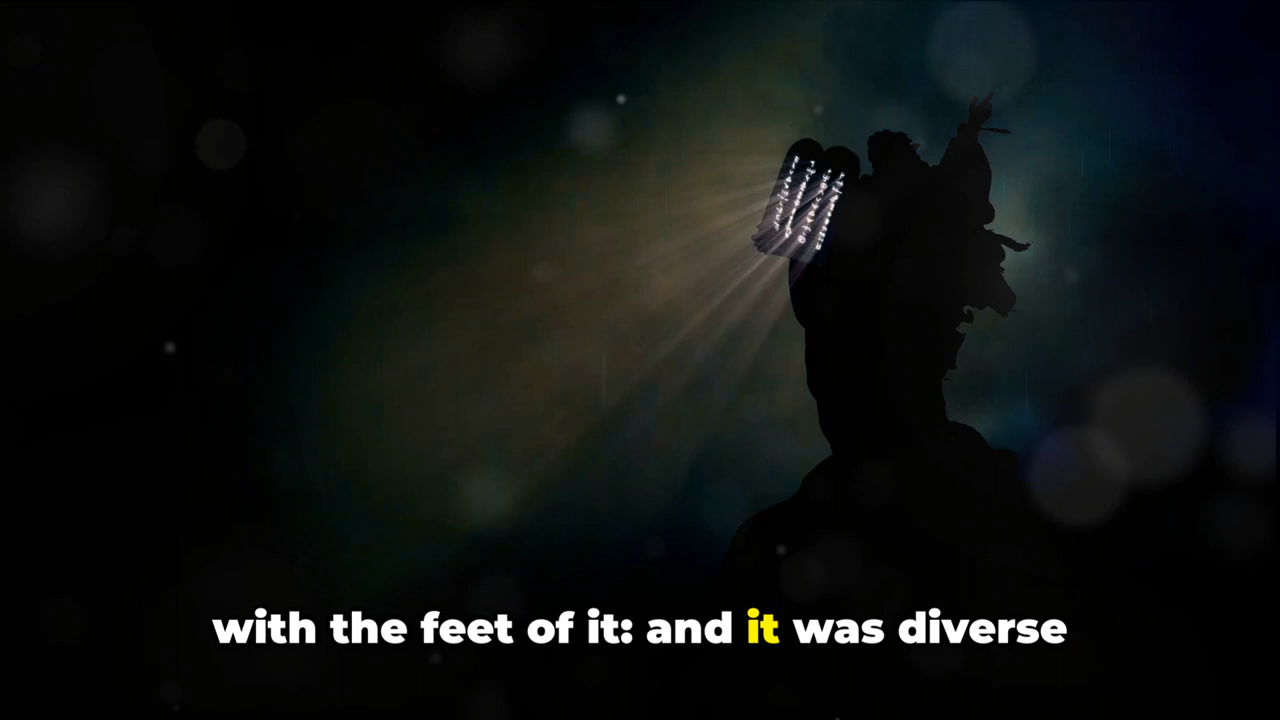 with the feet of it: and it was diverse